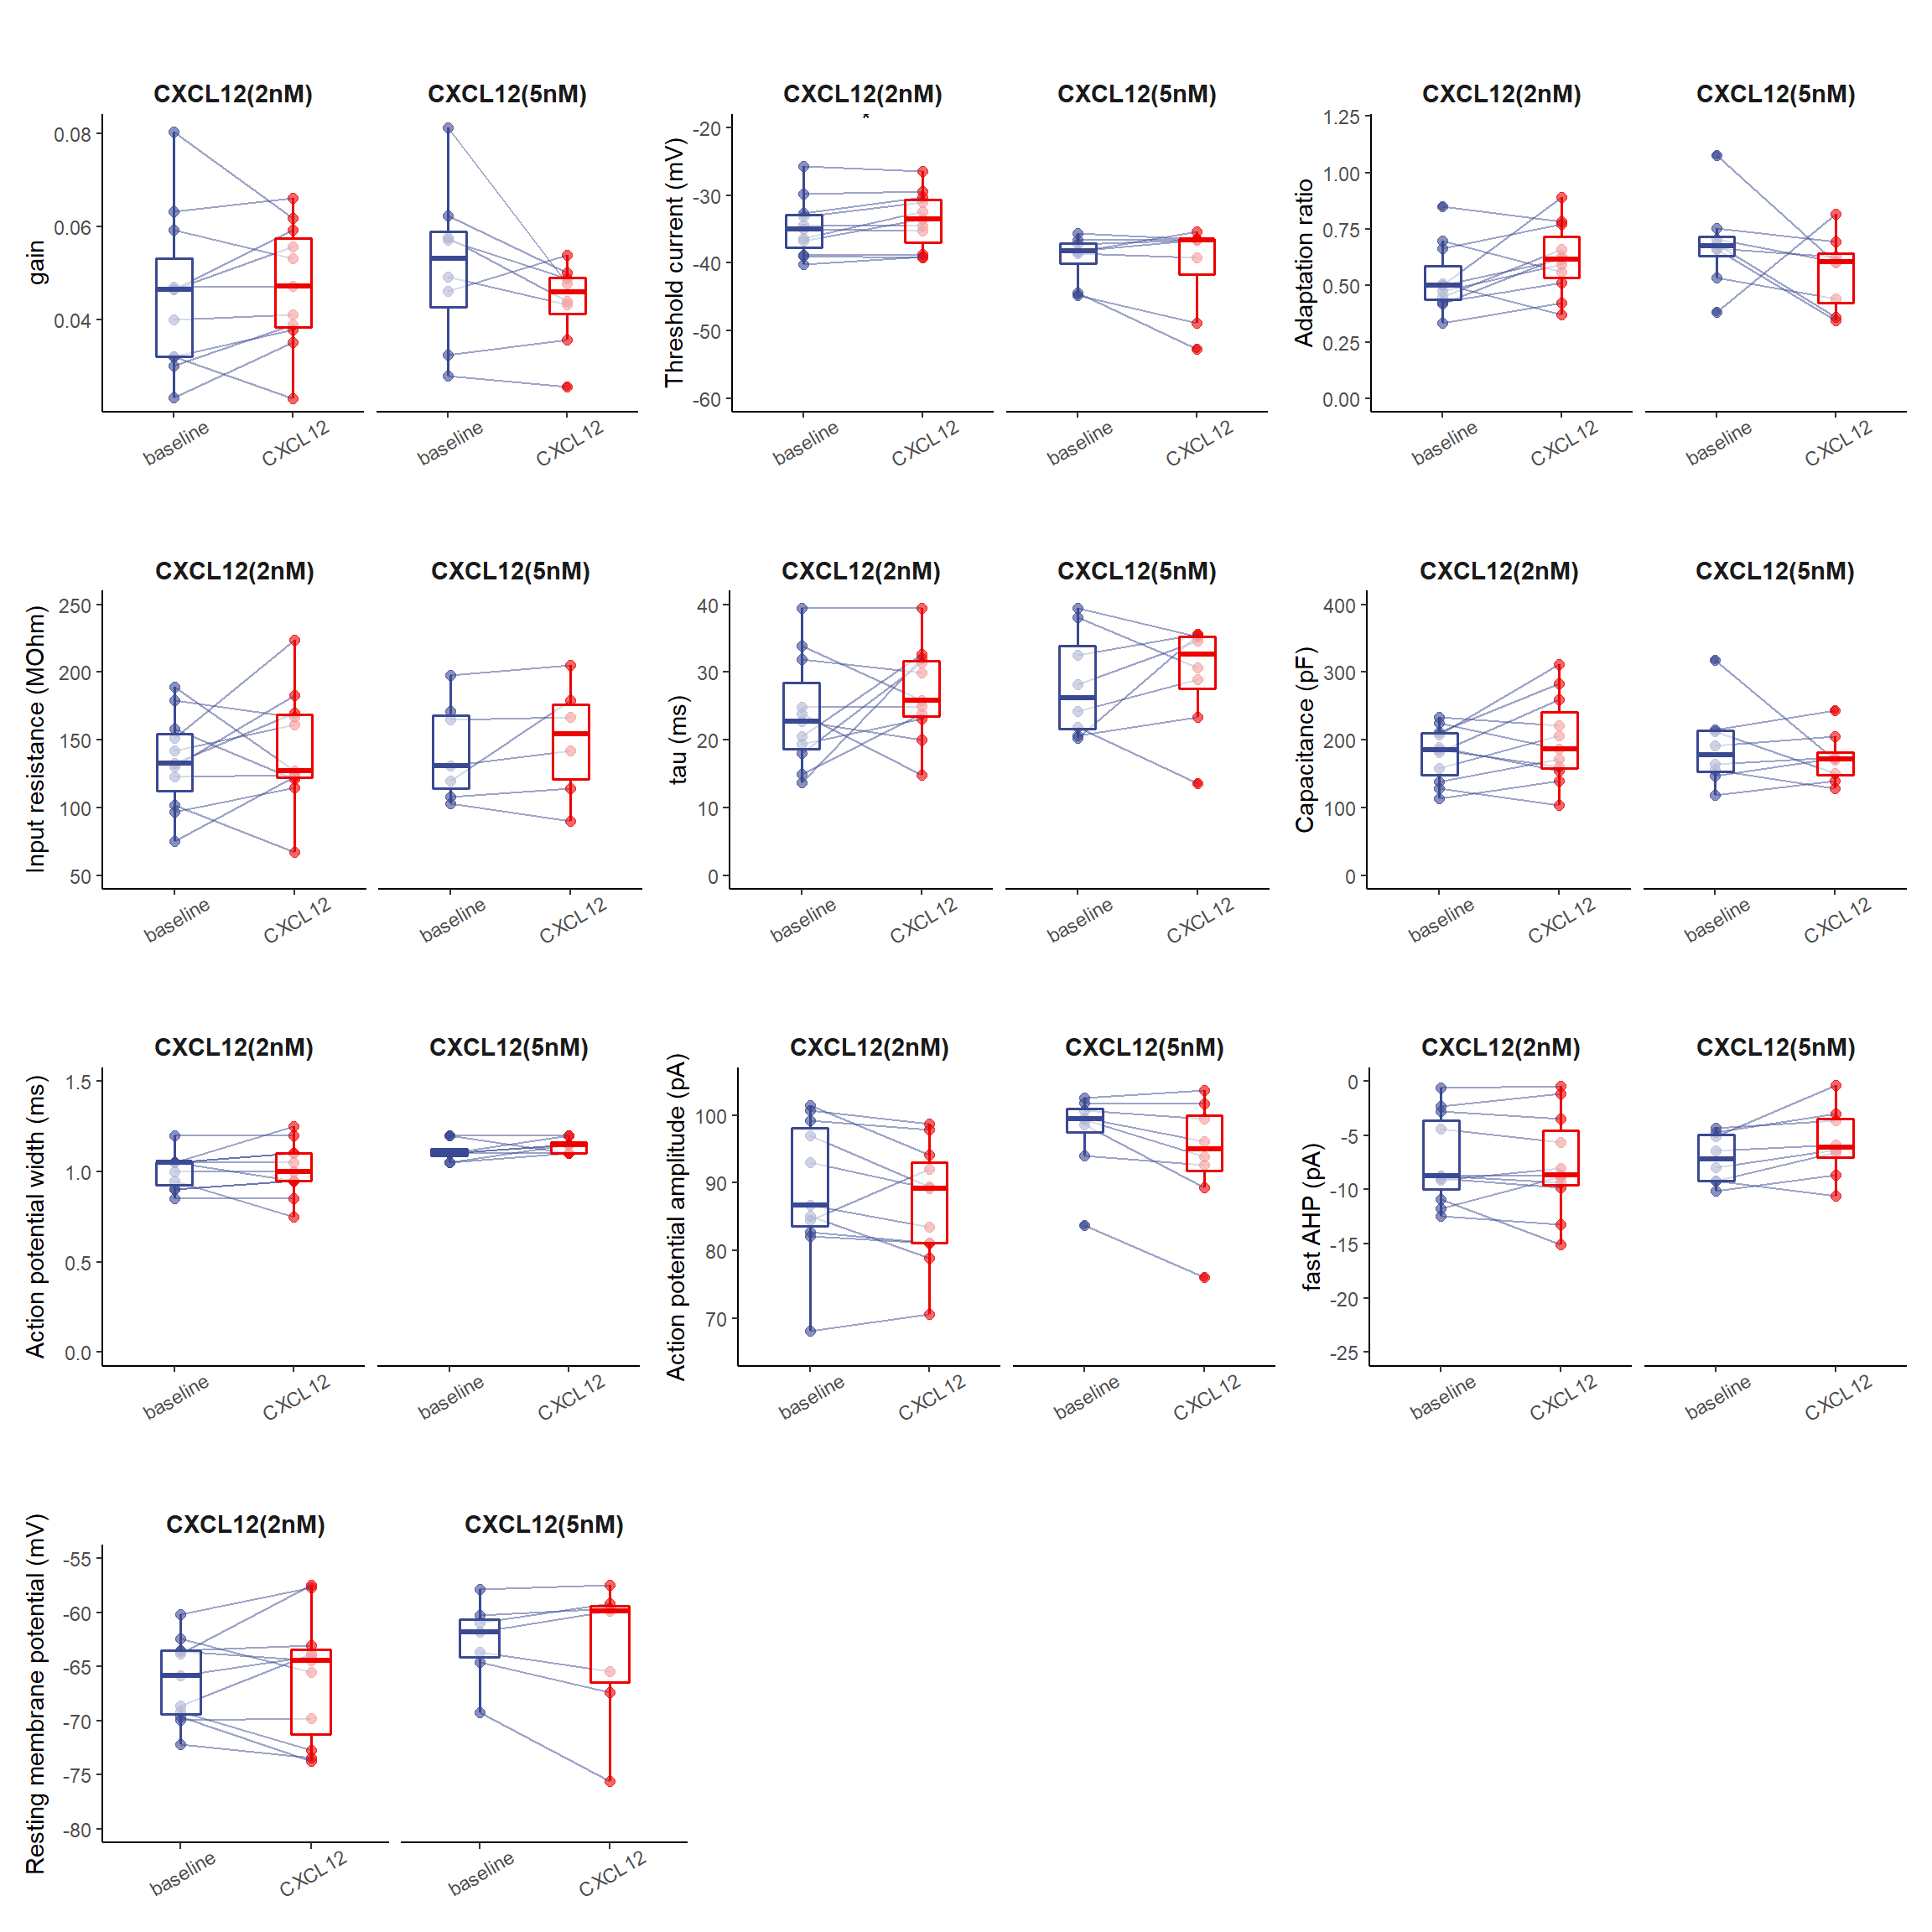 CXCL12(2nM) CXCL12(5nM) CXCL12(2nM) CXCL12(5nM) CXCL12(2nM) CXCL12(5nM)
gain
0.08
0.06
0.04
baseline CXCL12 baseline CXCL12
Threshold current (mV)
*
-20
-30
-40
-50
-60
baseline CXCL12 baseline CXCL12
Adaptation ratio
1.25
1.00
0.75
0.50
0.25
0.00
baseline CXCL12 baseline CXCL12
CXCL12(2nM) CXCL12(5nM) CXCL12(2nM) CXCL12(5nM) CXCL12(2nM) CXCL12(5nM)
Input resistance (MOhm)
250
200
150
100
50
baseline CXCL12 baseline CXCL12
tau (ms)
40
30
20
10
0
baseline CXCL12 baseline CXCL12
Capacitance (pF)
400
300
200
100
0
baseline CXCL12 baseline CXCL12
CXCL12(2nM) CXCL12(5nM) CXCL12(2nM) CXCL12(5nM) CXCL12(2nM) CXCL12(5nM)
Action potential width (ms)
1.5
1.0
0.5
0.0
baseline CXCL12 baseline CXCL12
Action potential amplitude (pA)
100
90
80
70
baseline CXCL12 baseline CXCL12
fast AHP (pA)
0
-5
-10
-15
-20
-25
baseline CXCL12 baseline CXCL12
CXCL12(2nM) CXCL12(5nM)
Resting membrane potential (mV)
-55
-60
-65
-70
-75
-80
baseline CXCL12 baseline CXCL12